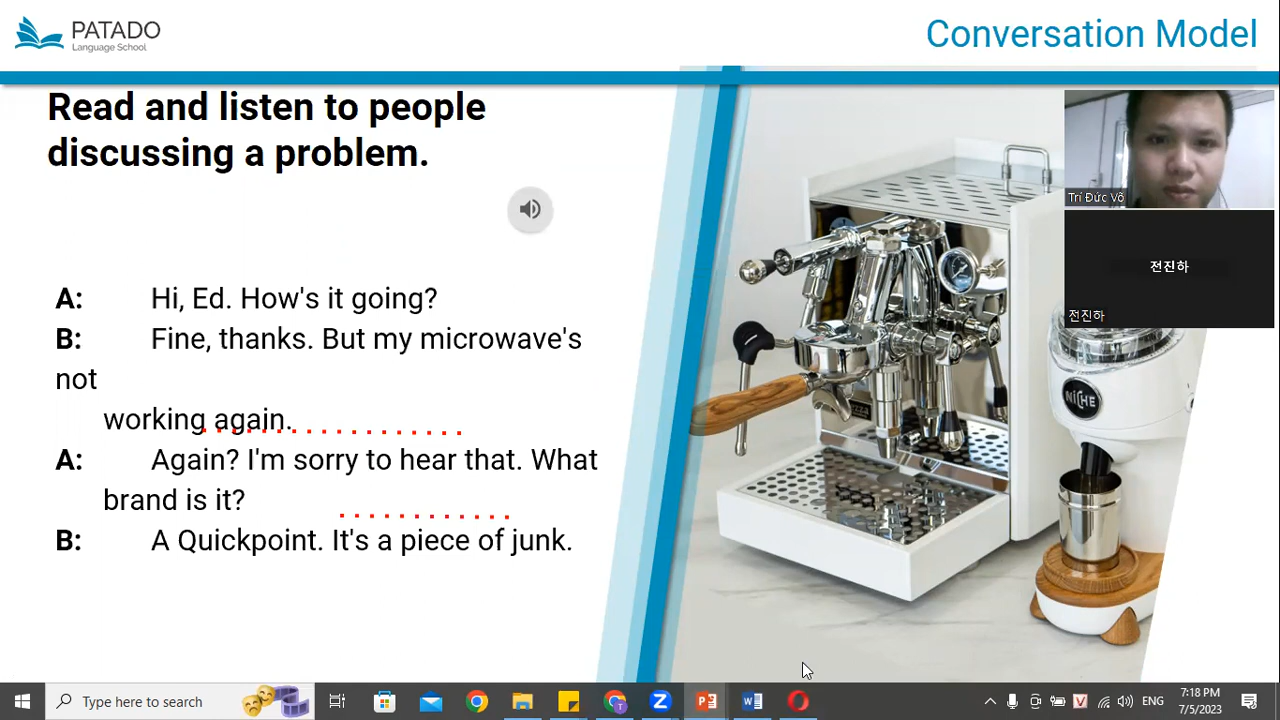 PATADO
Language School
Conversation Model
Read and listen to people
discussing a problem.
A: Hi, Ed. How's it going?
B: Fine, thanks. But my microwave's
not
working again.
A: Again? I'm sorry to hear that. What
brand is it?
B: A Quickpoint. It's a piece of junk.
Trí Đức Võ
전진하
전진하
NICHE
Type here to search
ENG
7:18 PM
7/5/2023